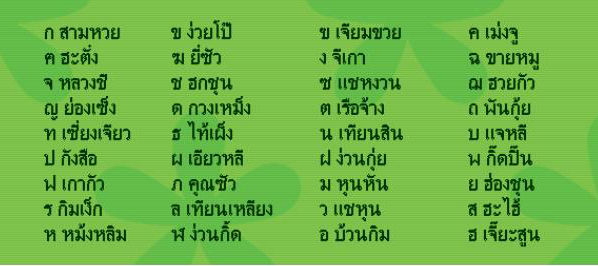 ก สามหวย ข ง่วยโป๊ ฃ เจียมขวย ค เม่งจู
ฅ ฮะตั๋ง ฆ ยี่ซัว ง จีเกา ฉ ขายหมู
จ หลวงชี ช ฮกชุน ซ แชหงวน ฌ ฮวยกัว
ญ ย่องเช็ง ด กวงเหม็ง ต เรือจ้าง ถ พันกุ้ย
ท เซี่ยงเจียว ธ ไท้เผ็ง น เทียนสิน บ แจหลี
ป กังสือ ผ เอียวหลี ฝ ง่วนกุ่ย พ กิ๊ดปิ๊น
ฟ เกากัว ภ คุณซัว ม หุนหัน ย ฮ่องชุน
ร กิมเง็ก ล เทียนเหลียง ว แชหุน ส ฮะไฮ้
ห หมังหลิม ฬ ง่วนกิ๊ด อ บ้วนกิม ฮ เจี๊ยะสูน